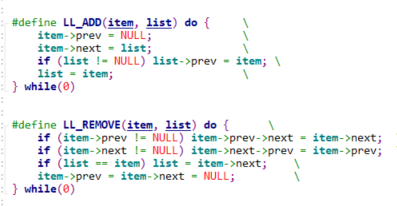 #define LL_ADD(item, list) do { \
item->prev = NULL; \
item->next = list; \
if (list != NULL) list->prev = item; \
list = item; \
} while(0)
#define LL_REMOVE(item, list) do { \
if (item->prev != NULL) item->prev->next = item->next; \
if (item->next != NULL) item->next->prev = item->prev; \
if (list == item) list = item->next; \
item->prev = item->next = NULL; \
} while(0)